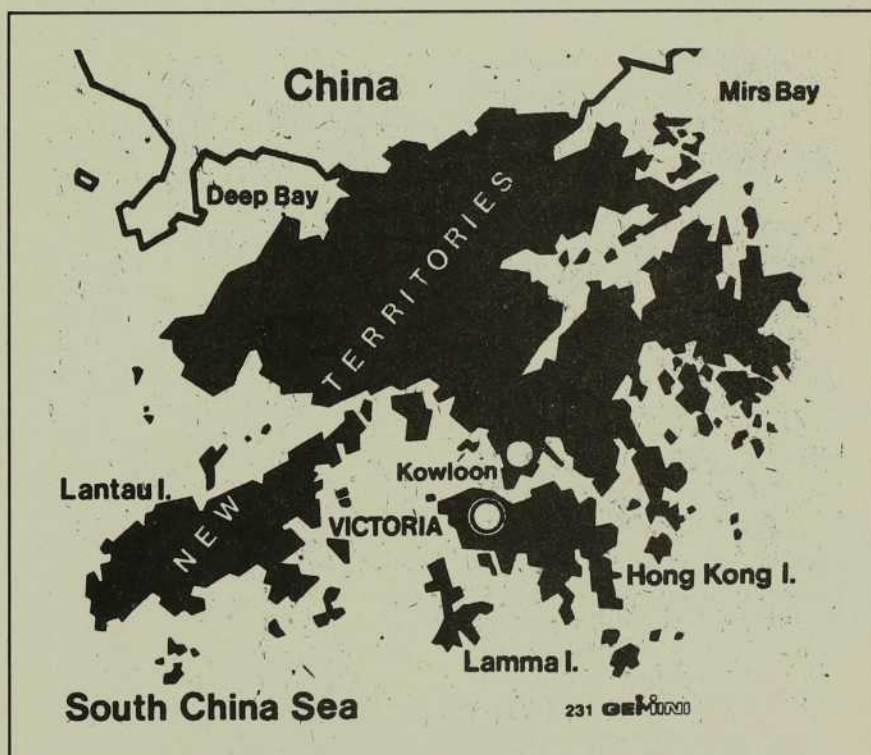 China
Mirs Bay
Deep Bay
TERRITORIES
Kowloon
Lantau I.
NEW
VICTORIA
Hong Kong I.
Lamma I.
South China Sea
231 GEMINI